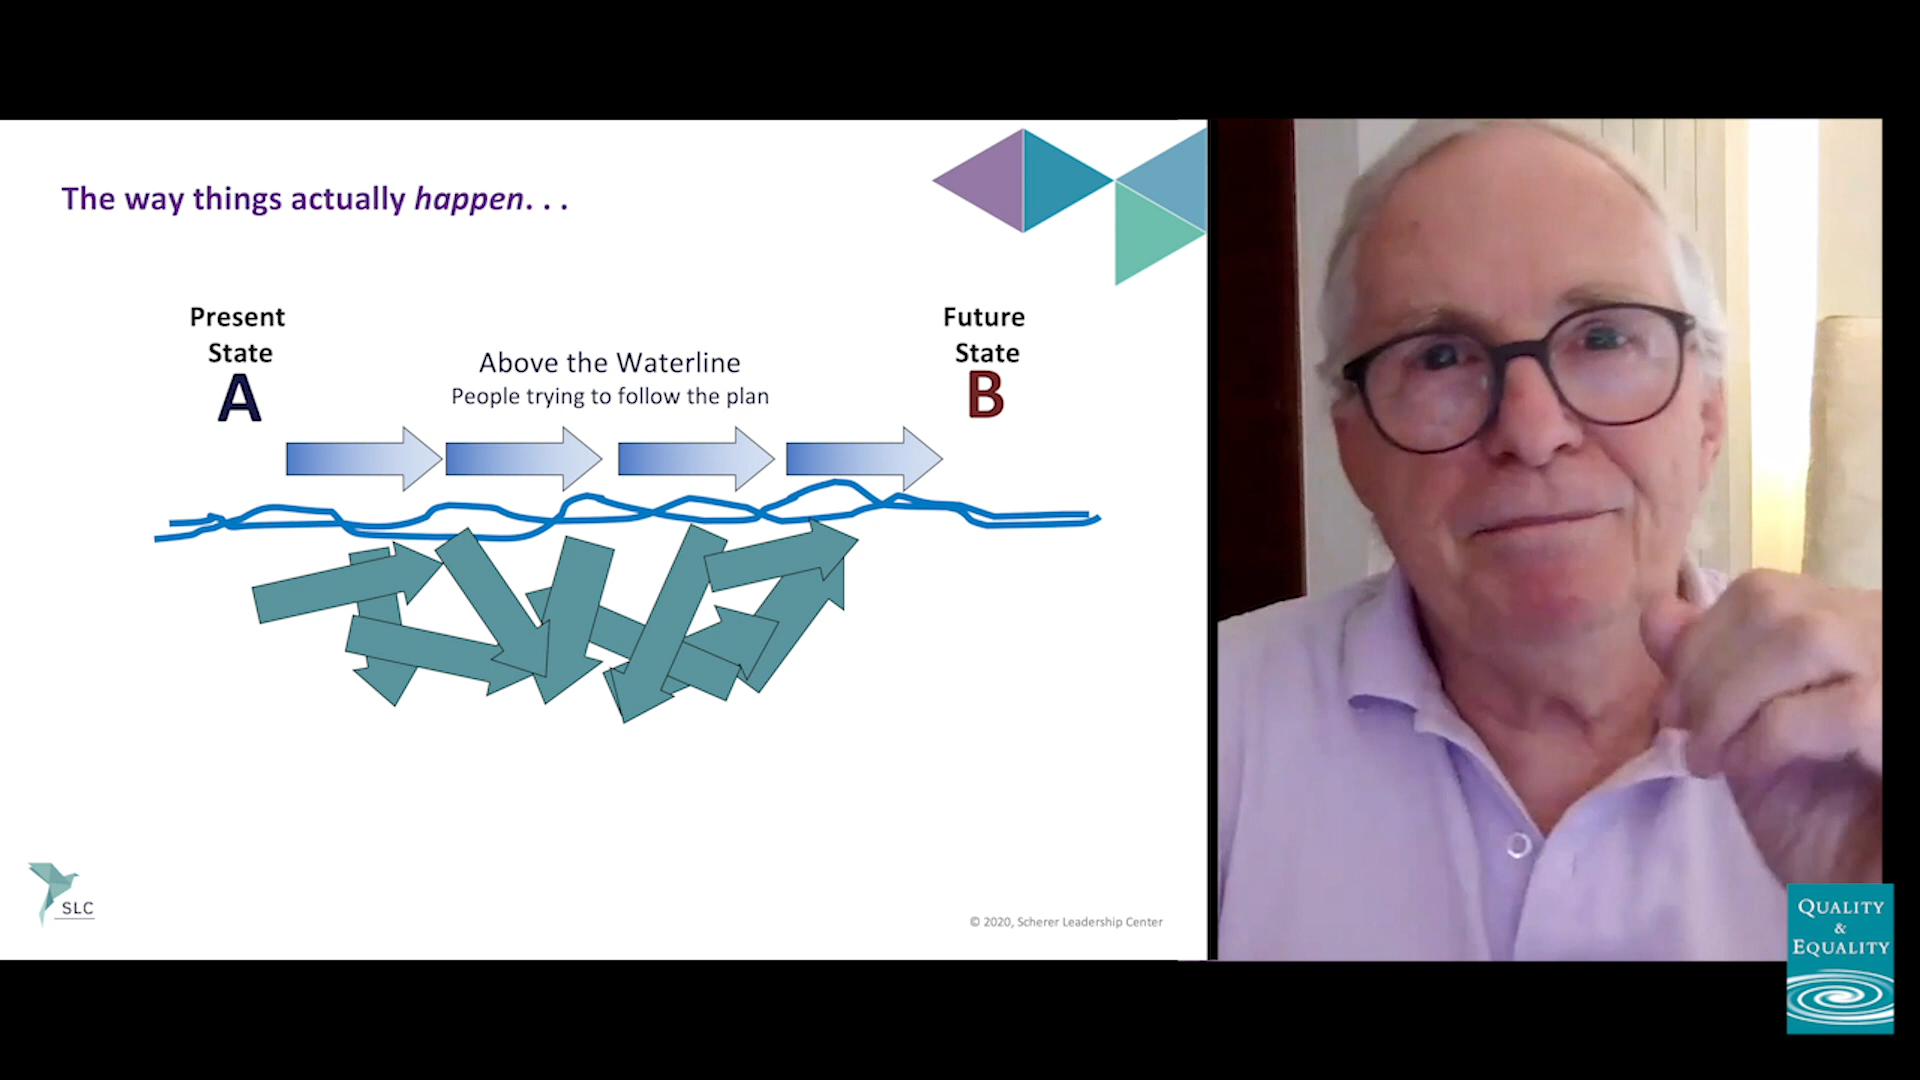 The way things actually happen. . .
Present
State
A
Above the Waterline
People trying to follow the plan
Future
State
B
SLC
© 2020, Scherer Leadership Center
QUALITY
&
EQUALITY